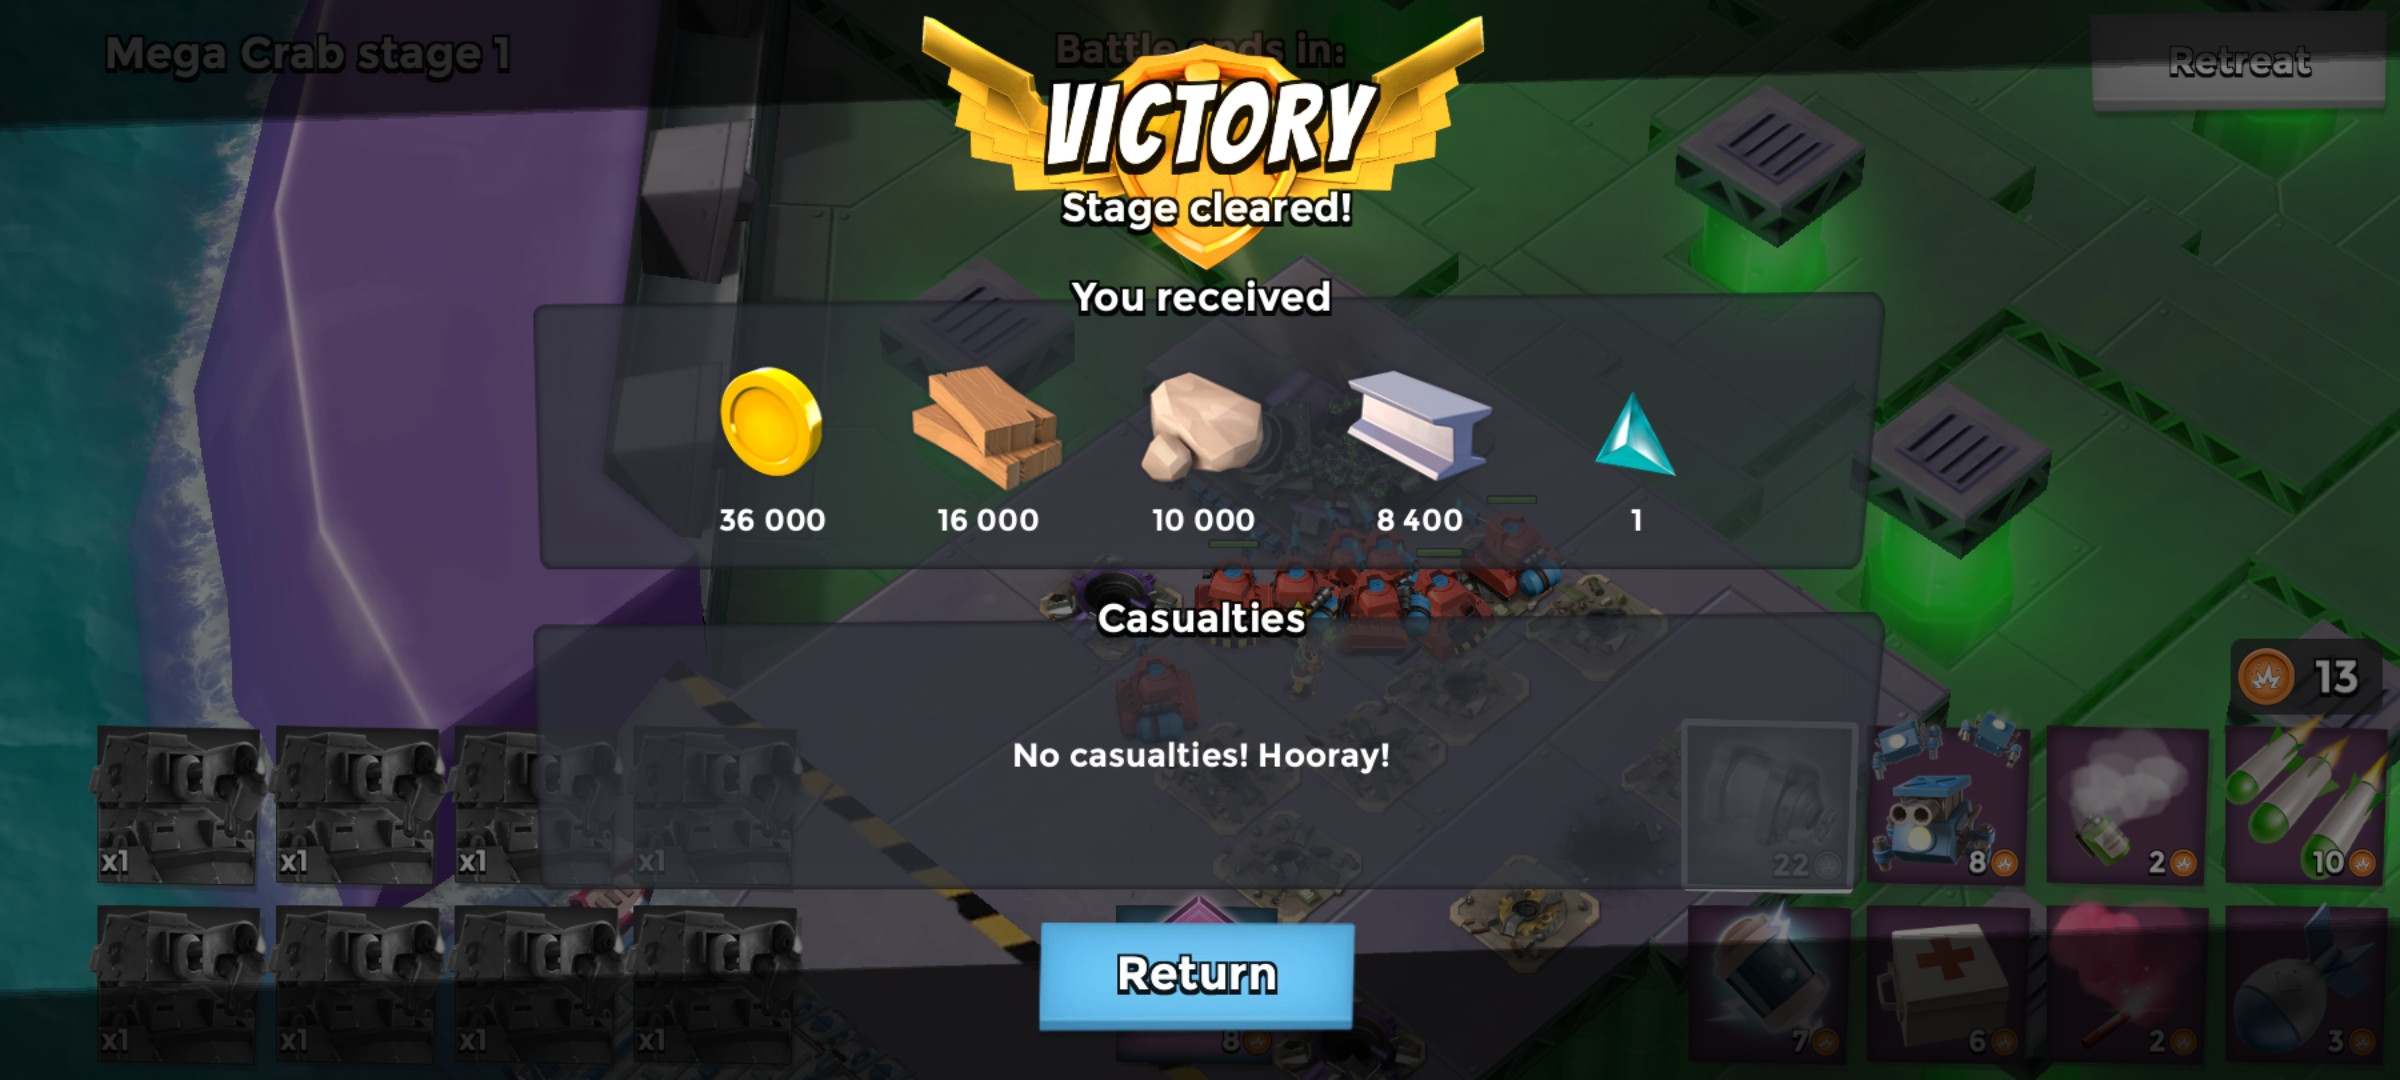 Mega Crab stage 1
Battle ends in:
Retreat
VICTORY
Stage cleared!
You received
36 000
16 000
10 000
8 400
1
Casualties
No casualties! Hooray!
13
x1
x1
x1
x1
22
8
2
10
x1
x1
x1
x1
Return
8
7
6
2
3